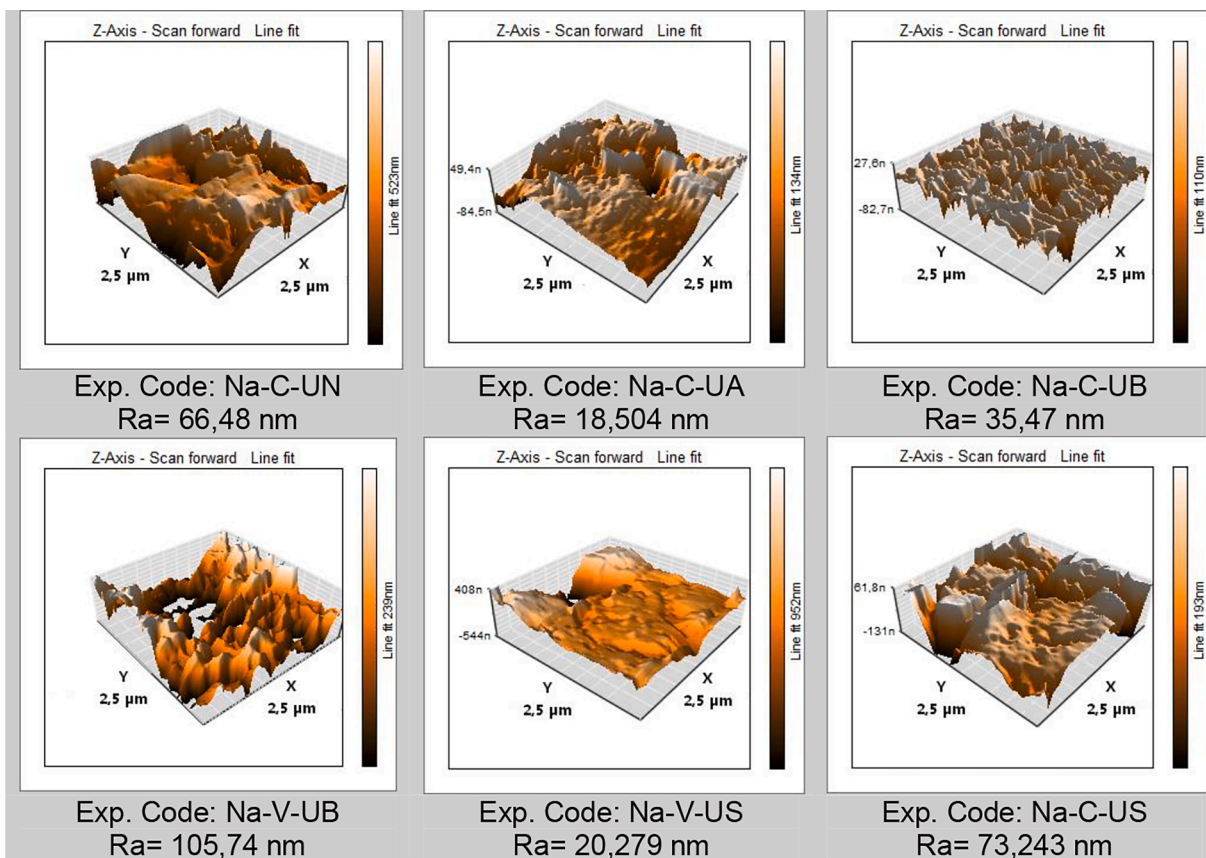 Z-Axis - Scan forward Line fit
Line fit 523nm
Y
2,5 µm
X
2,5 µm
Exp. Code: Na-C-UN
Ra= 66,48 nm
Z-Axis - Scan forward Line fit
49,4n
-84,5n
Line fit 134nm
Y
2,5 µm
X
2,5 µm
Exp. Code: Na-C-UA
Ra= 18,504 nm
Z-Axis - Scan forward Line fit
27,6n
-82,7n
Line fit 110nm
Y
2,5 µm
X
2,5 µm
Exp. Code: Na-C-UB
Ra= 35,47 nm
Z-Axis - Scan forward Line fit
Line fit 239nm
Y
2,5 µm
X
2,5 µm
Exp. Code: Na-V-UB
Ra= 105,74 nm
Z-Axis - Scan forward Line fit
408n
-544n
Line fit 952nm
Y
2,5 µm
X
2,5 µm
Exp. Code: Na-V-US
Ra= 20,279 nm
Z-Axis - Scan forward Line fit
61,8n
-131n
Line fit 193nm
Y
2,5 µm
X
2,5 µm
Exp. Code: Na-C-US
Ra= 73,243 nm